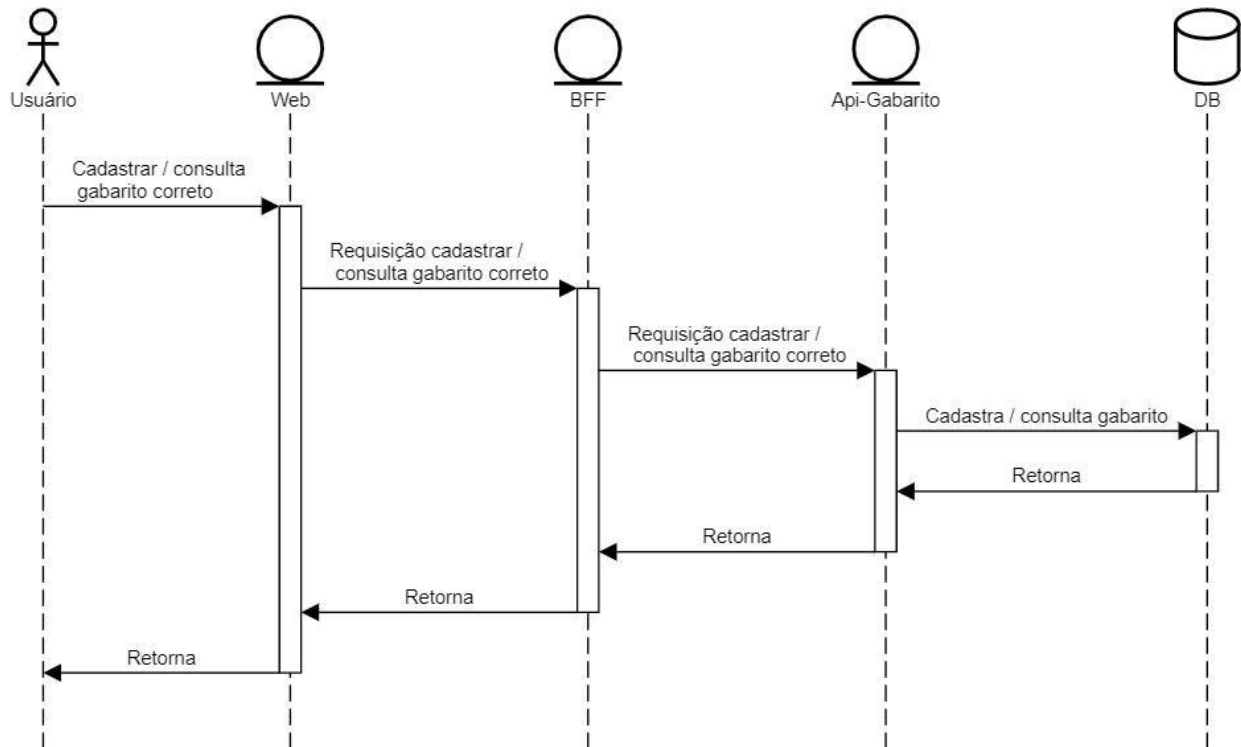 Usuário
Web
BFF
Api-Gabarito
DB
Cadastrar / consulta
gabarito correto
Requisição cadastrar /
consulta gabarito correto
Requisição cadastrar /
consulta gabarito correto
Cadastra / consulta gabarito
Retorna
Retorna
Retorna
Retorna